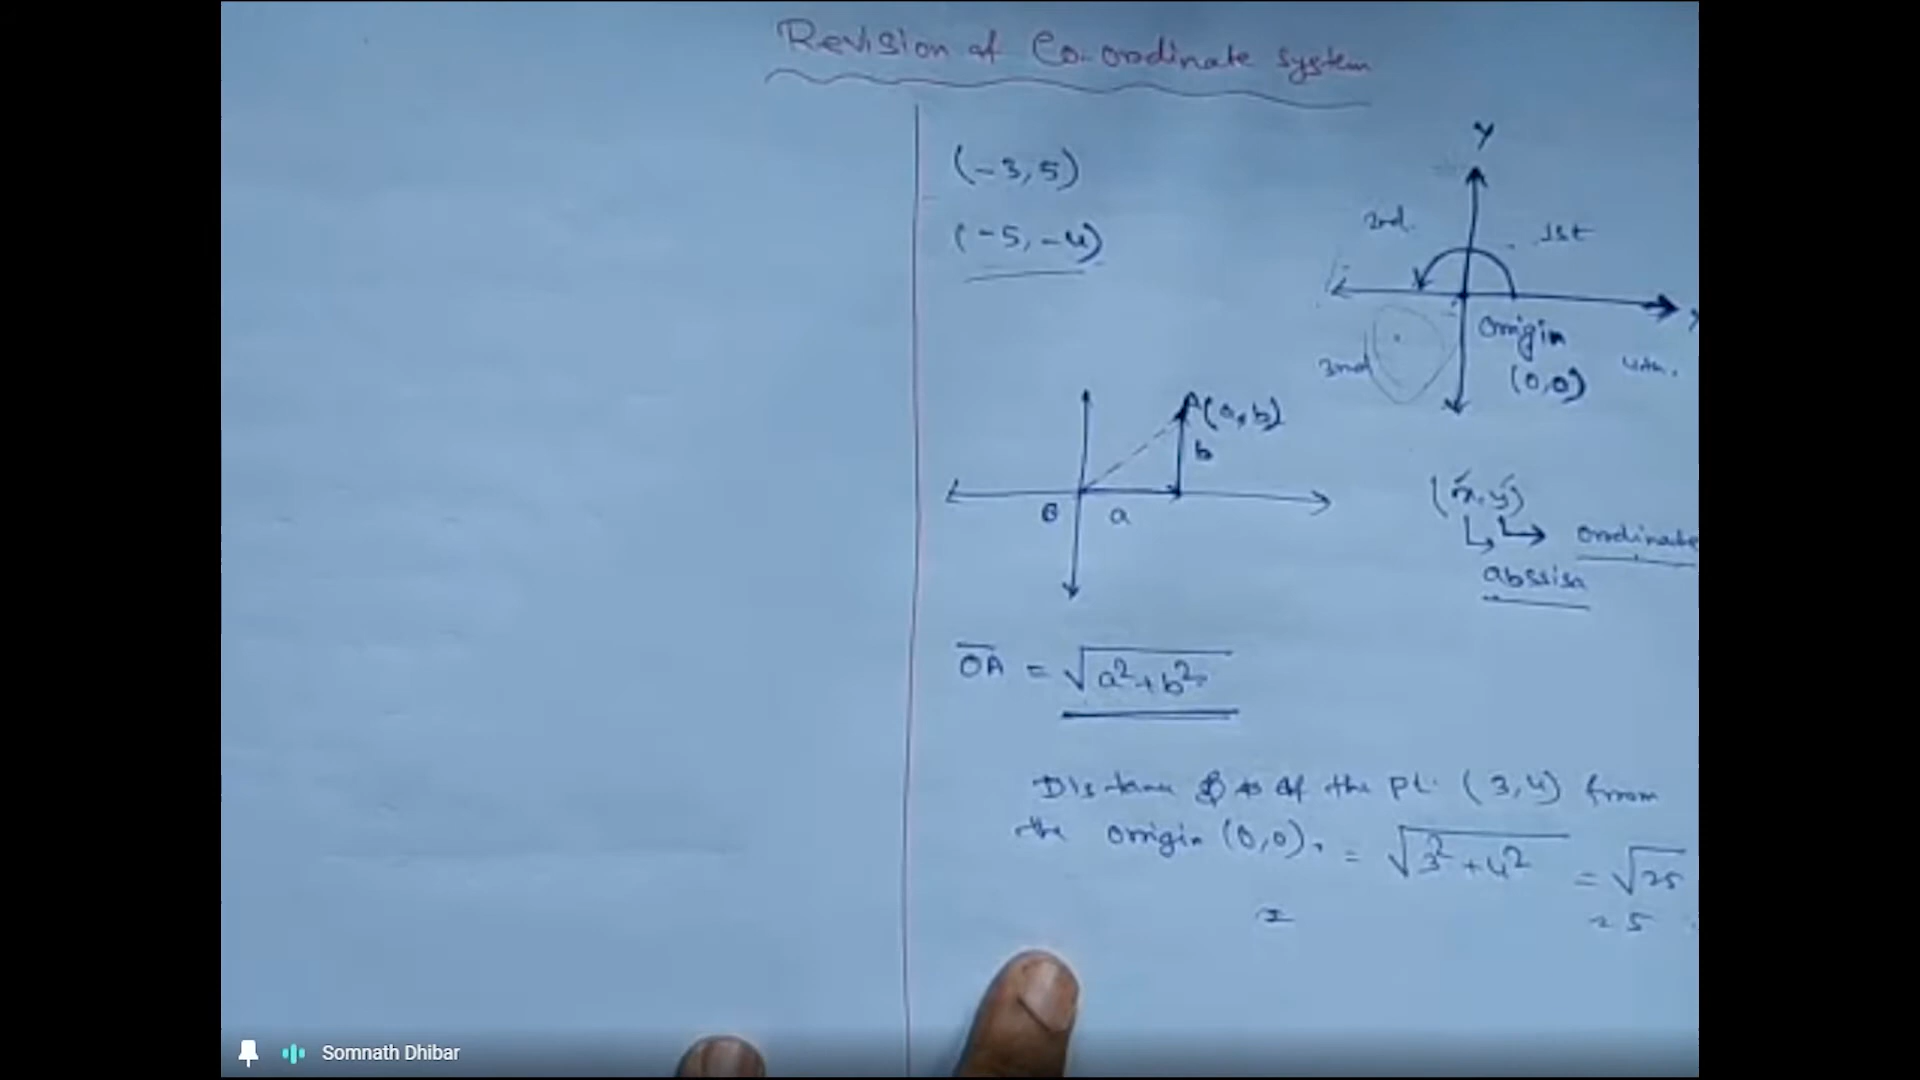 Revision of Co-ordinate system
(-3, 5)
(-5, -4)
Y
2nd
1st
Origin
(0,0)
3nd
4th.
A(a, b)
b
a
(x, y)
ordinate
abssisa
OA = √a²+b²
Distance of the pt. (3,4) from
the origin (0,0). = √3²+4² = √25
= 5
Somnath Dhibar